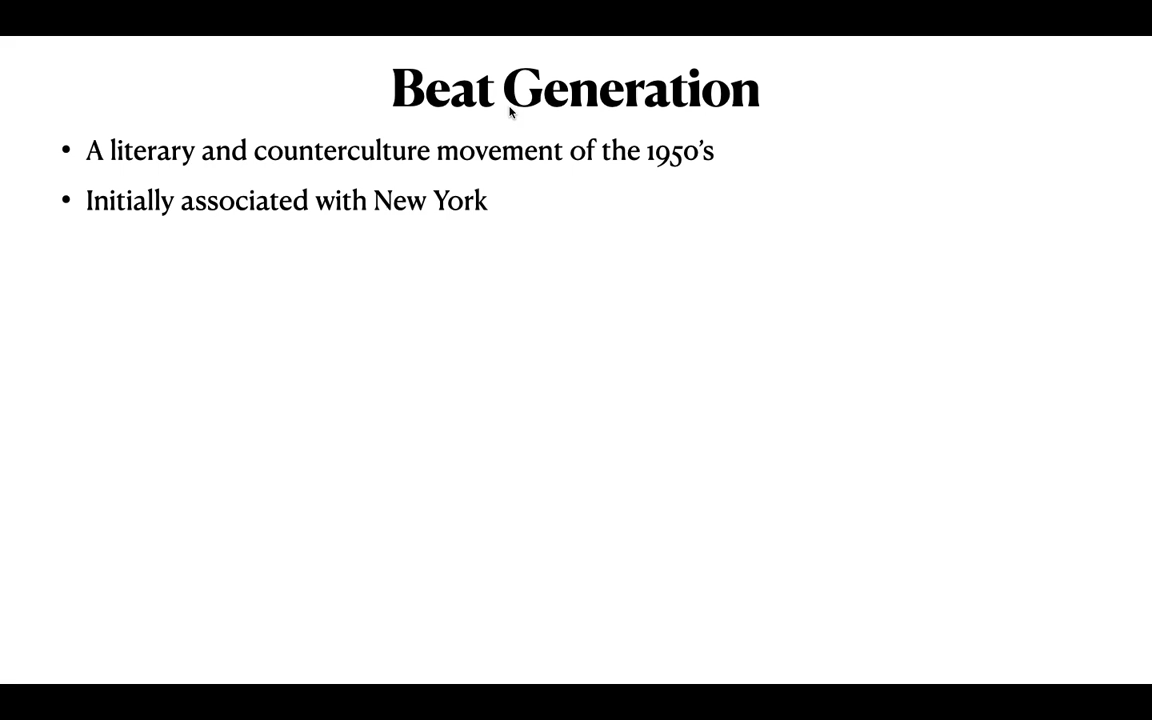 Beat Generation
• A literary and counterculture movement of the 1950’s
• Initially associated with New York